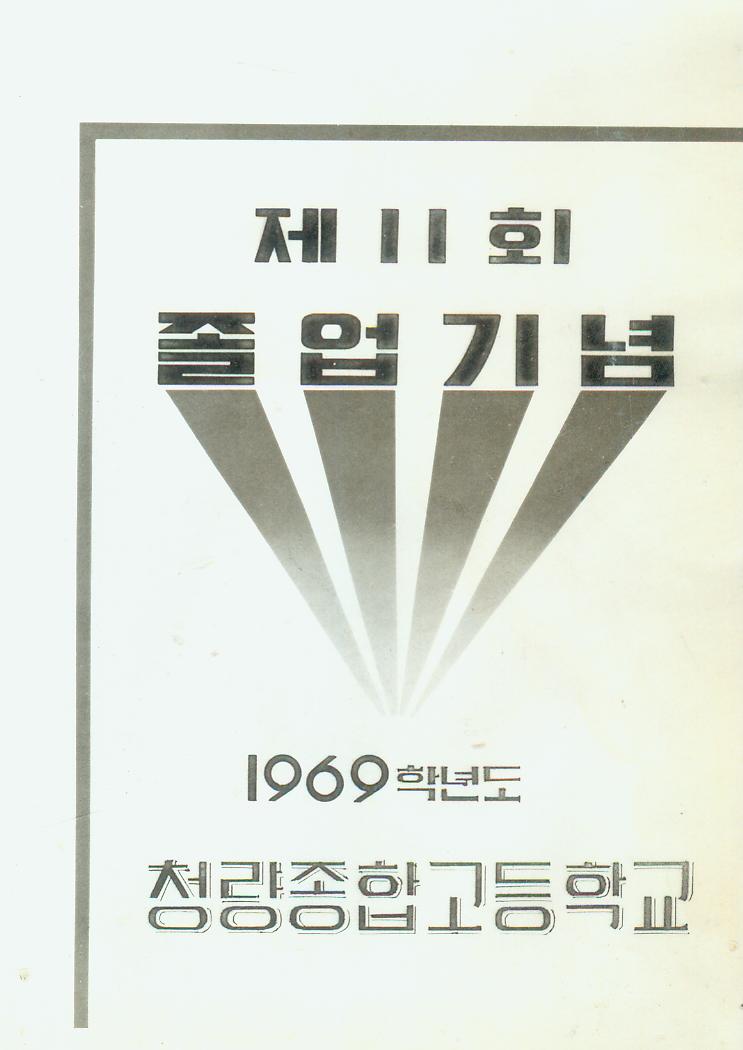 제 11 회
졸업기념
1969학년도
청량종합고등학교